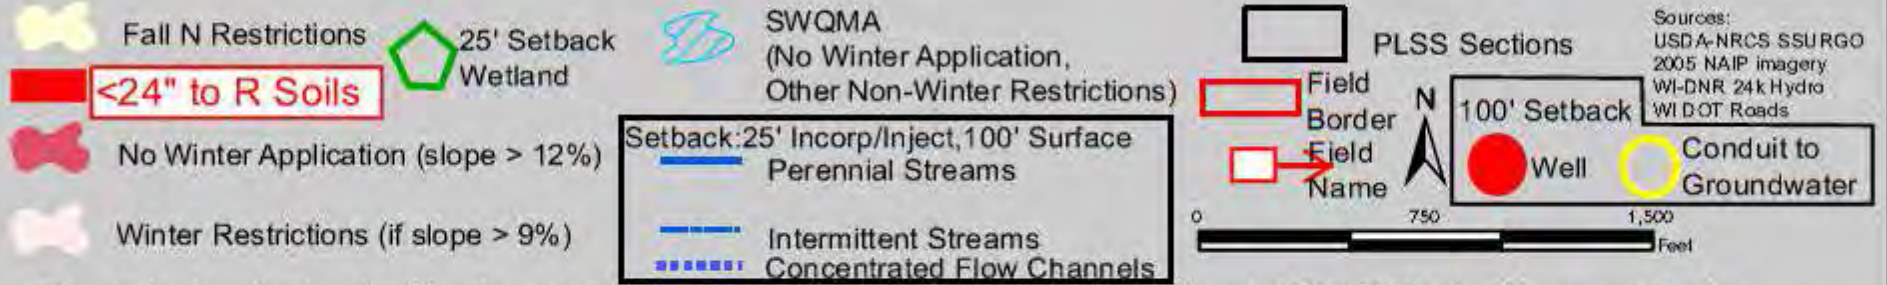 Fall N Restrictions
<24" to R Soils
No Winter Application (slope > 12%)
Winter Restrictions (if slope > 9%)
25' Setback
Wetland
SWQMA
(No Winter Application,
Other Non-Winter Restrictions)
Setback:25' Incorp/Inject,100' Surface
Perennial Streams
Intermittent Streams
Concentrated Flow Channels
PLSS Sections
Field
Border
Field
Name
N
100' Setback
Well
Conduit to
Groundwater
Sources:
USDA-NRCS SSURGO
2005 NAIP imagery
WI-DNR 24k Hydro
WI DOT Roads
0 750 1,500
Feet